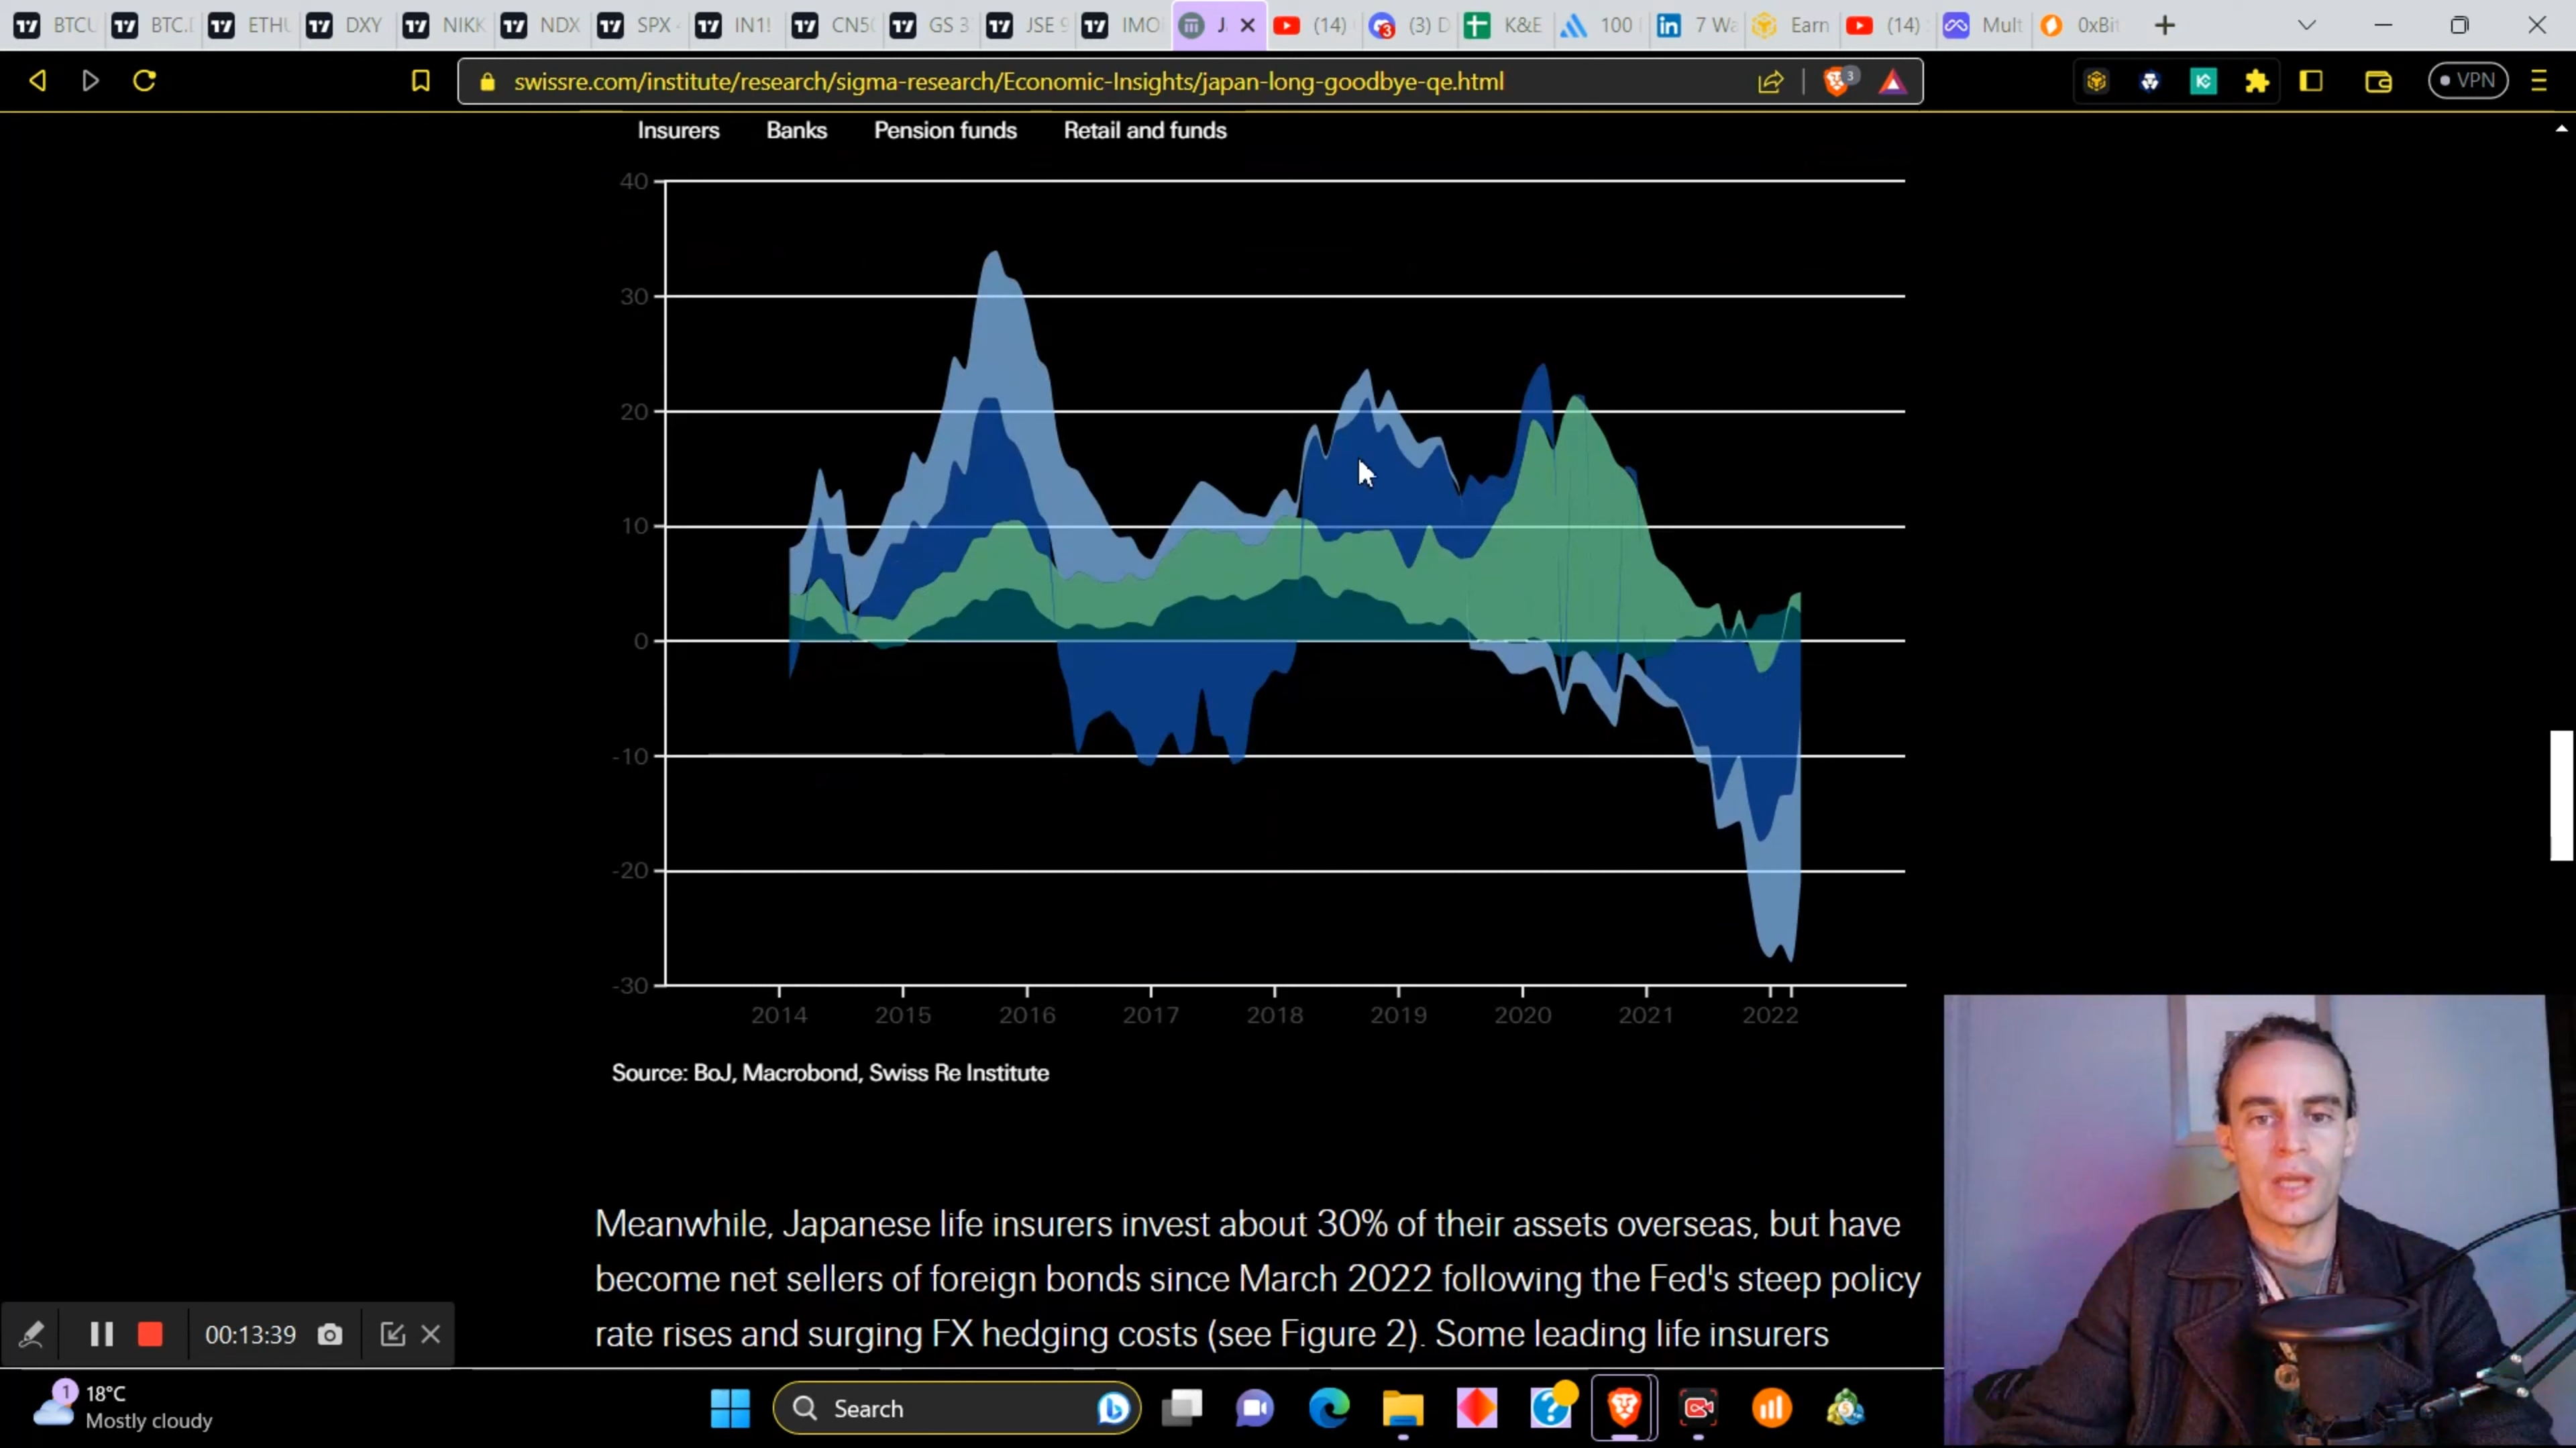 BTCU
BTC.D
ETHU
DXY
NIKK
NDX
SPX
IN1!
CN50
GS 3
JSE 9
IMO
J
(14)
(3) D
K&E
100
7 Wa
Earn
(14)
Mult
0xBit
swissre.com/institute/research/sigma-research/Economic-Insights/japan-long-goodbye-qe.html
3
VPN
Insurers Banks Pension funds Retail and funds
40
30
20
10
0
-10
-20
-30
2014 2015 2016 2017 2018 2019 2020 2021 2022
Source: BoJ, Macrobond, Swiss Re Institute
Meanwhile, Japanese life insurers invest about 30% of their assets overseas, but have
become net sellers of foreign bonds since March 2022 following the Fed's steep policy
rate rises and surging FX hedging costs (see Figure 2). Some leading life insurers
00:13:39
1
18°C
Mostly cloudy
Search